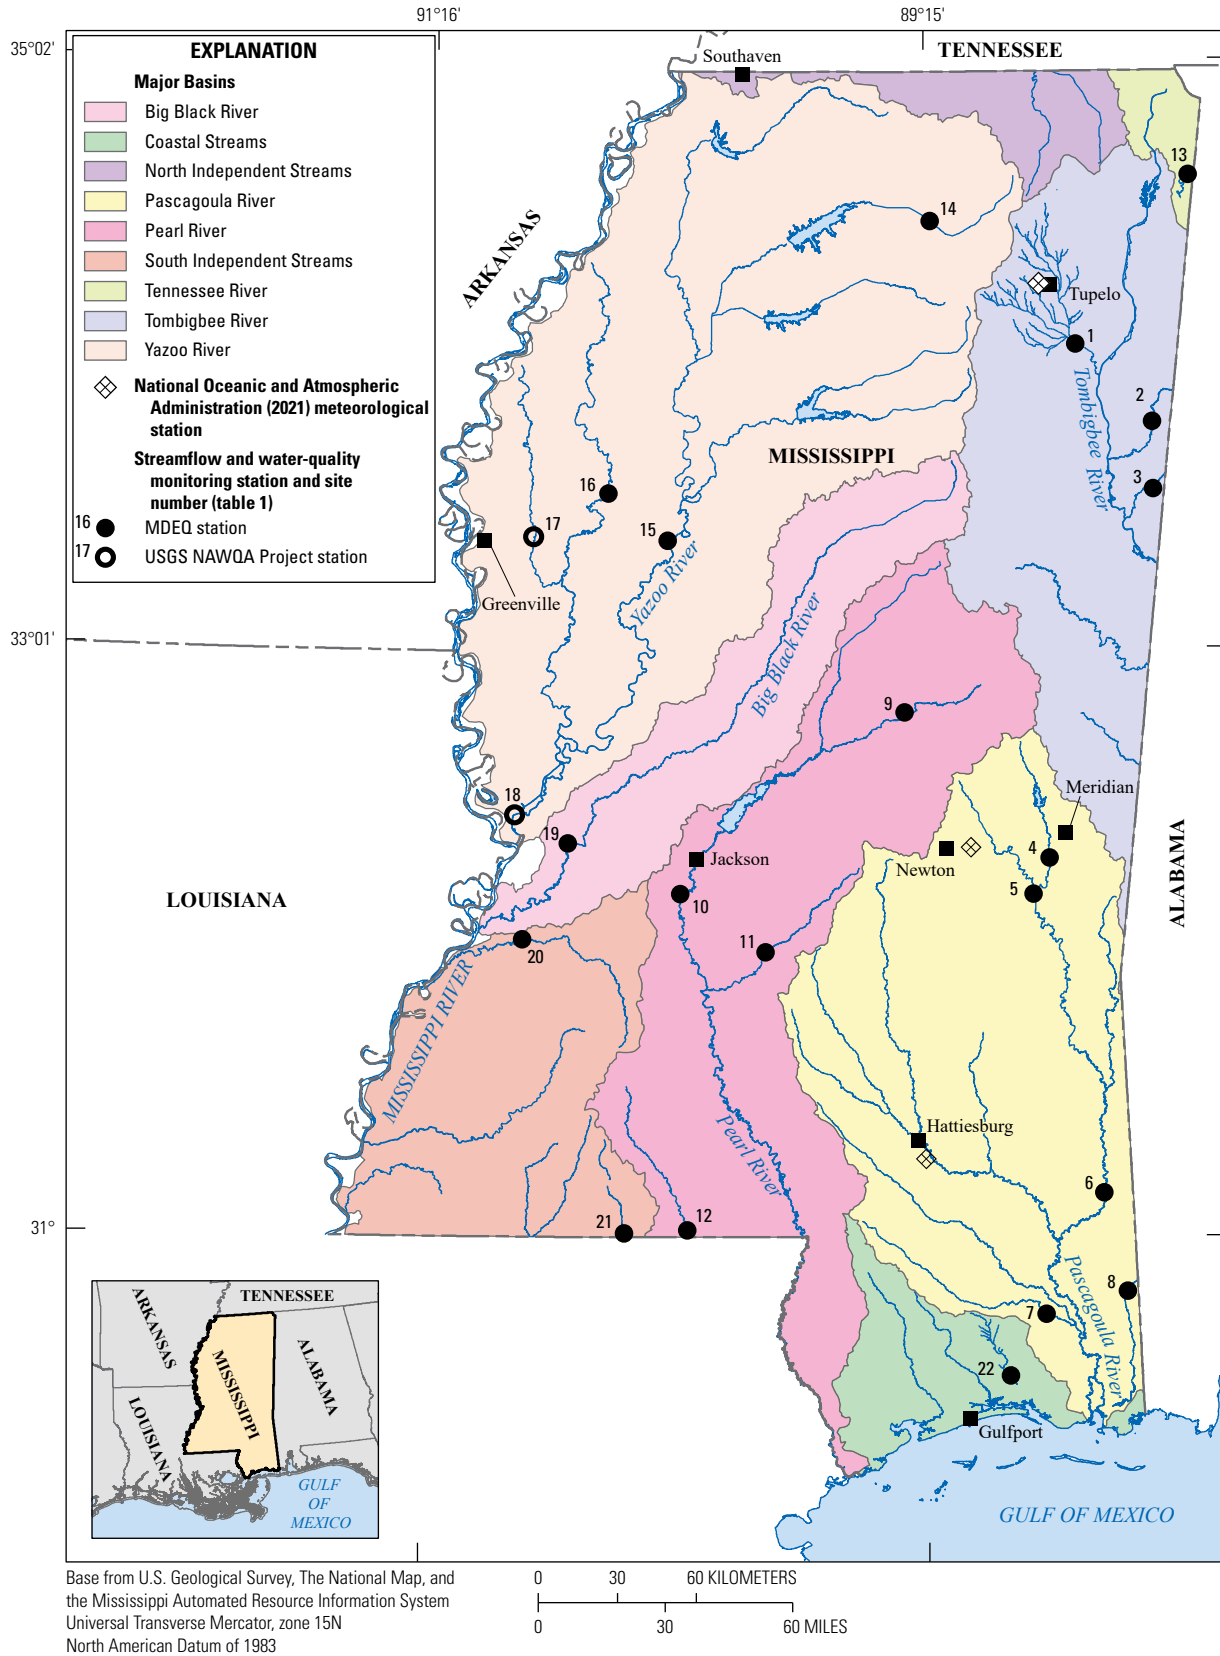 91°16'
89°15'
35°02'
EXPLANATION
Major Basins
Big Black River
Coastal Streams
North Independent Streams
Pascagoula River
Pearl River
South Independent Streams
Tennessee River
Tombigbee River
Yazoo River
National Oceanic and Atmospheric
Administration (2021) meteorological
station
Streamflow and water-quality
monitoring station and site
number (table 1)
16
MDEQ station
17
USGS NAWQA Project station
Southaven
TENNESSEE
13
ARKANSAS
14
Tupelo
1
Tombigbee River
2
3
MISSISSIPPI
16
17
15
Greenville
Yazoo River
33°01'
Big Black River
9
18
19
Meridian
Jackson
Newton
4
5
10
LOUISIANA
ALABAMA
11
20
MISSISSIPPI RIVER
Pearl River
Hattiesburg
6
31°
21
12
Pascagoula River
8
7
22
Gulfport
GULF OF MEXICO
TENNESSEE
ARKANSAS
MISSISSIPPI
ALABAMA
LOUISIANA
GULF
OF
MEXICO
Base from U.S. Geological Survey, The National Map, and
the Mississippi Automated Resource Information System
Universal Transverse Mercator, zone 15N
North American Datum of 1983
0 30 60 KILOMETERS
0 30 60 MILES